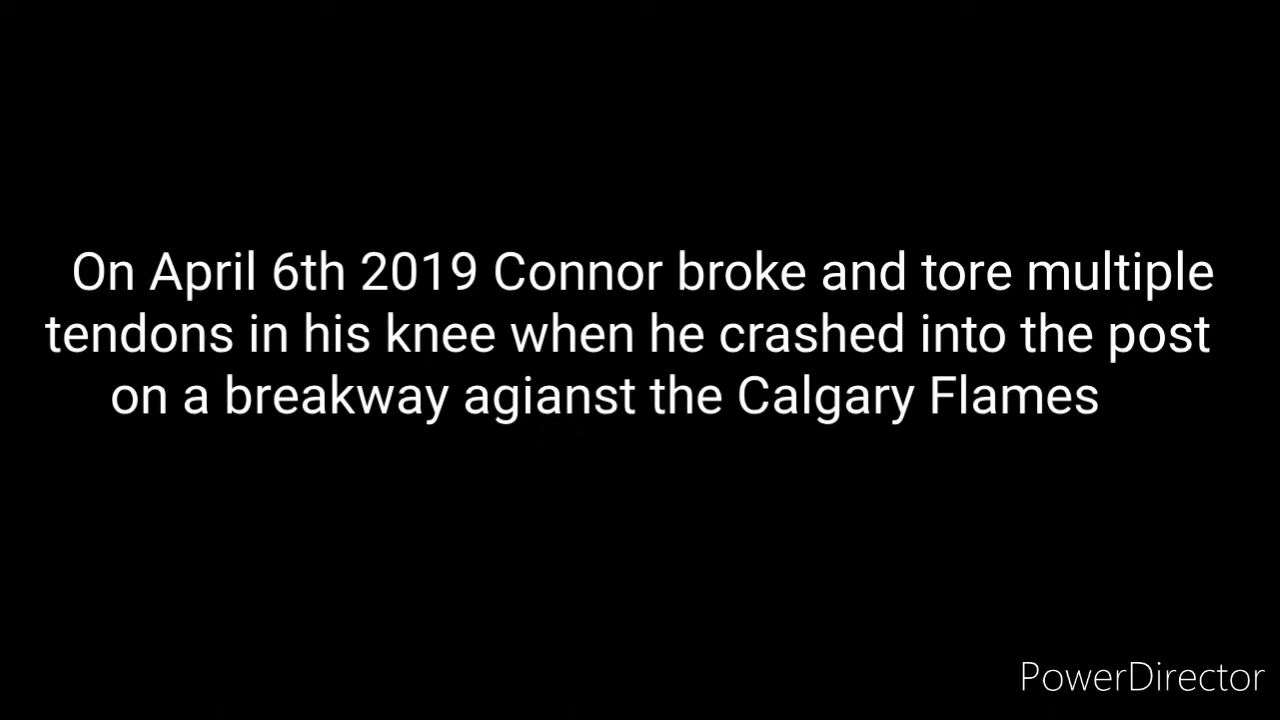 On April 6th 2019 Connor broke and tore multiple
tendons in his knee when he crashed into the post
on a breakway agianst the Calgary Flames
PowerDirector